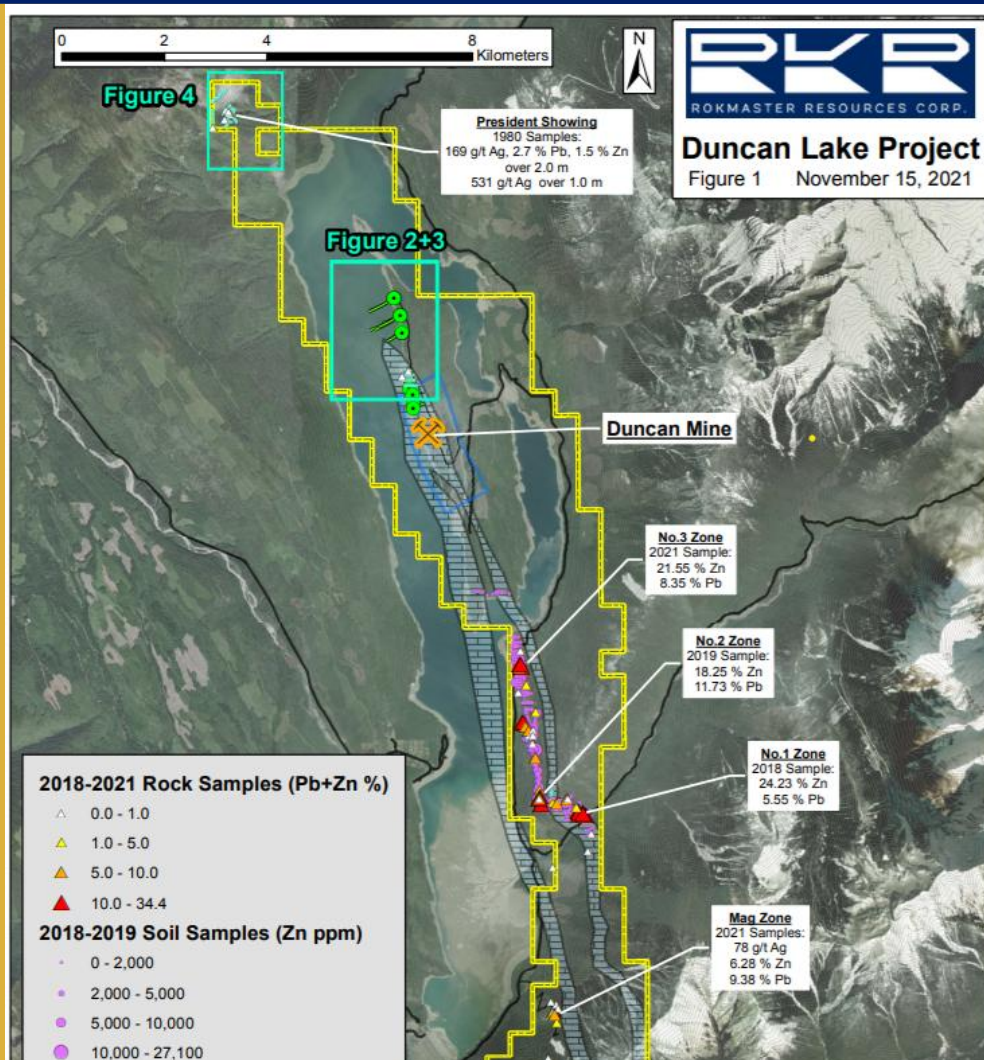 0 2 4 8
Kilometers
N
RKR
ROKMASTER RESOURCES CORP.
Duncan Lake Project
Figure 1 November 15, 2021
Figure 4
President Showing
1980 Samples:
169 g/t Ag, 2.7 % Pb, 1.5 % Zn
over 2.0 m
531 g/t Ag over 1.0 m
Figure 2+3
Duncan Mine
No.3 Zone
2021 Sample:
21.55 % Zn
8.35 % Pb
No.2 Zone
2019 Sample:
18.25 % Zn
11.73 % Pb
No.1 Zone
2018 Sample:
24.23 % Zn
5.55 % Pb
Mag Zone
2021 Samples:
78 g/t Ag
6.28 % Zn
9.38 % Pb
2018-2021 Rock Samples (Pb+Zn %)
0.0 - 1.0
1.0 - 5.0
5.0 - 10.0
10.0 - 34.4
2018-2019 Soil Samples (Zn ppm)
0 - 2,000
2,000 - 5,000
5,000 - 10,000
10,000 - 27,100